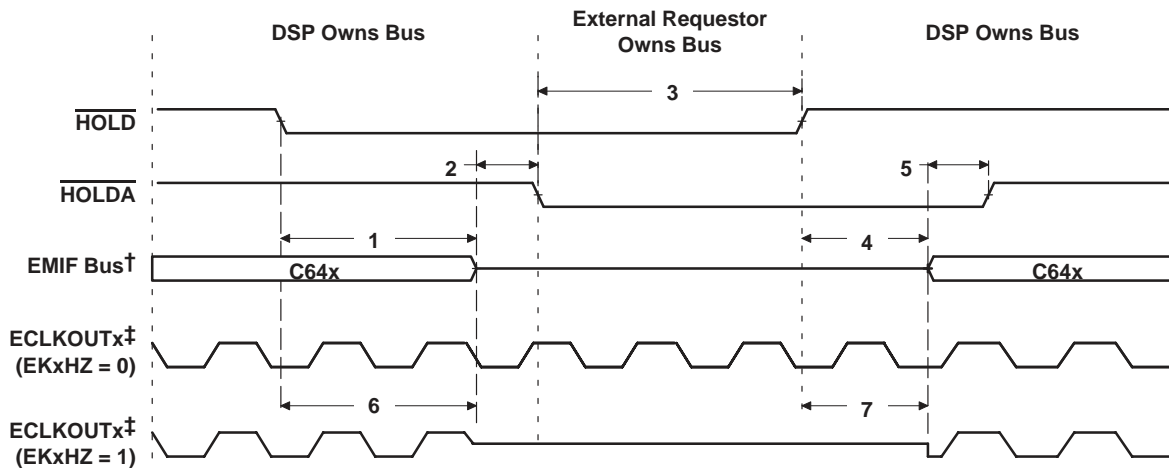 DSP Owns Bus
External Requestor
Owns Bus
DSP Owns Bus
3
HOLD
2
5
HOLDA
1
4
EMIF Bus†
C64x
C64x
ECLKOUTx‡
(EKxHZ = 0)
6
7
ECLKOUTx‡
(EKxHZ = 1)